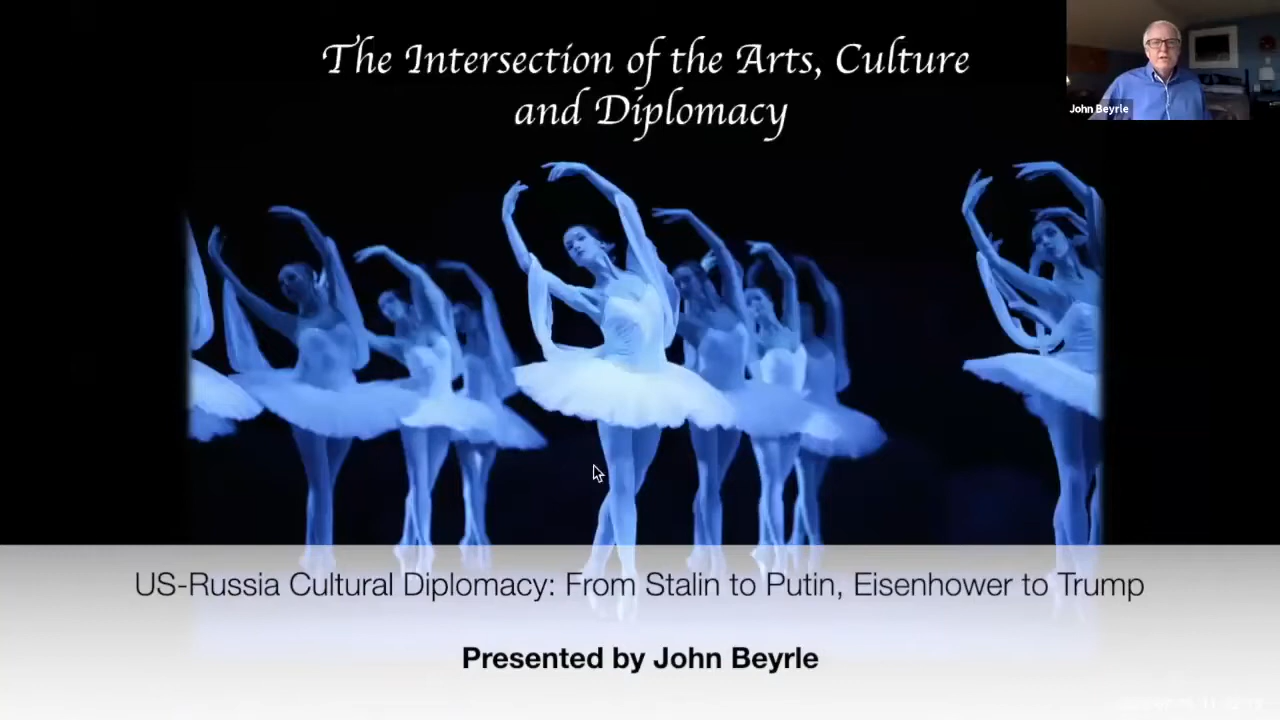 The Intersection of the Arts, Culture
and Diplomacy
John Beyrle
US-Russia Cultural Diplomacy: From Stalin to Putin, Eisenhower to Trump
Presented by John Beyrle